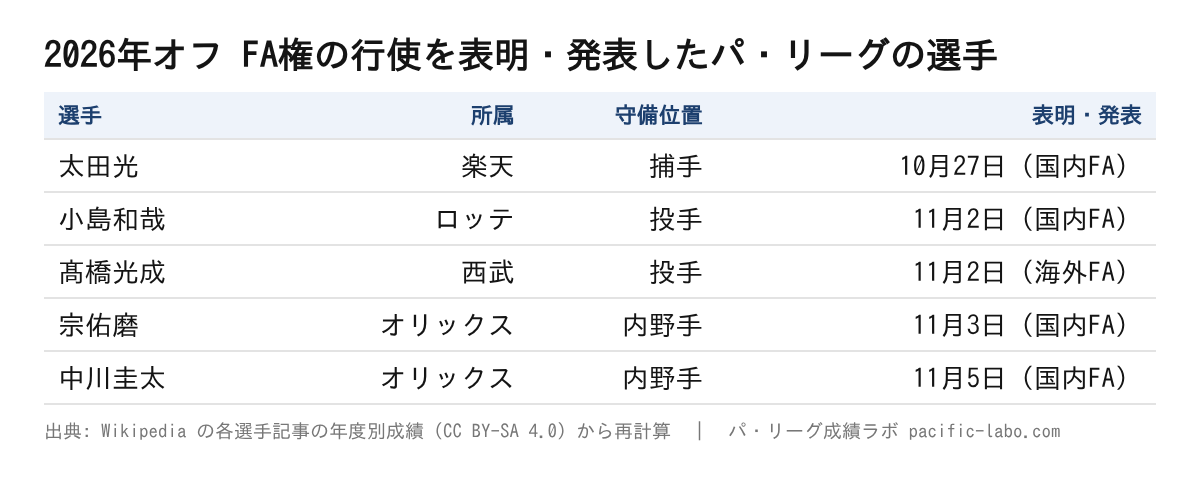 2026年オフ FA権の行使を表明・発表したパ・リーグの選手
選手 所属 守備位置 表明・発表
太田光 楽天 捕手 10月27日（国内FA）
小島和哉 ロッテ 投手 11月2日（国内FA）
髙橋光成 西武 投手 11月2日（海外FA）
宗佑磨 オリックス 内野手 11月3日（国内FA）
中川圭太 オリックス 内野手 11月5日（国内FA）
出典: Wikipedia の各選手記事の年度別成績（CC BY-SA 4.0）から再計算 ｜ パ・リーグ成績ラボ pacific-labo.com